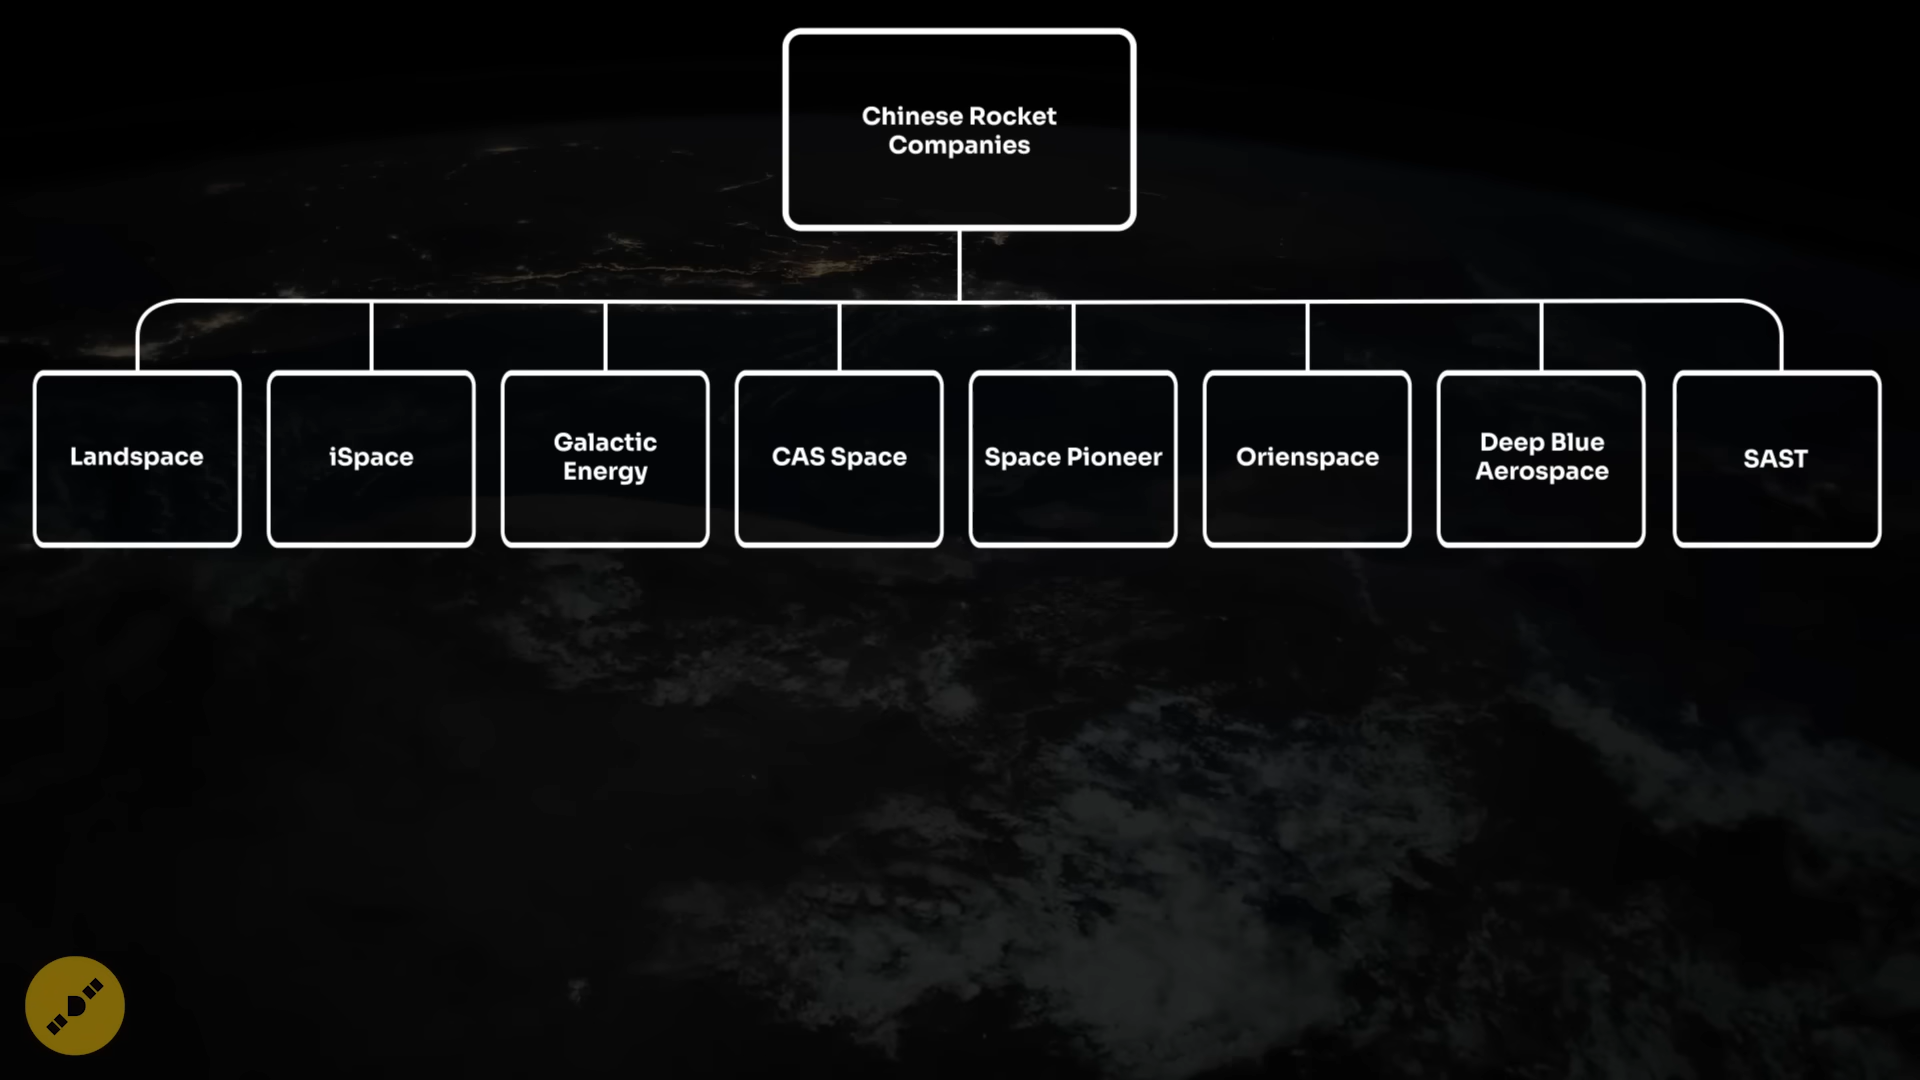 Chinese Rocket
Companies
Landspace
iSpace
Galactic
Energy
CAS Space
Space Pioneer
Orienspace
Deep Blue
Aerospace
SAST